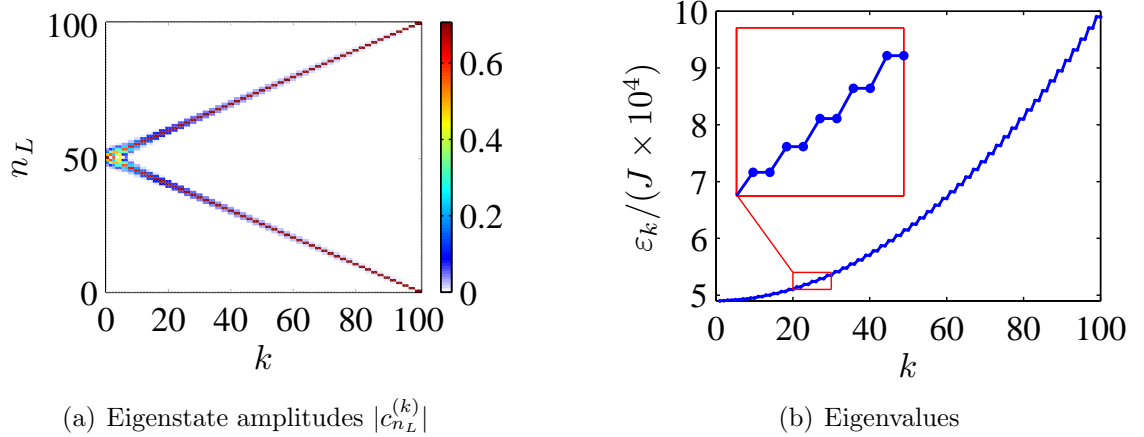 100
50
0
n_L
0 20 40 60 80 100
k
0.6
0.4
0.2
0
(a) Eigenstate amplitudes |c_{n_L}^{(k)}|
10
9
8
7
6
5
ε_k/(J × 10^4)
0 20 40 60 80 100
k
(b) Eigenvalues